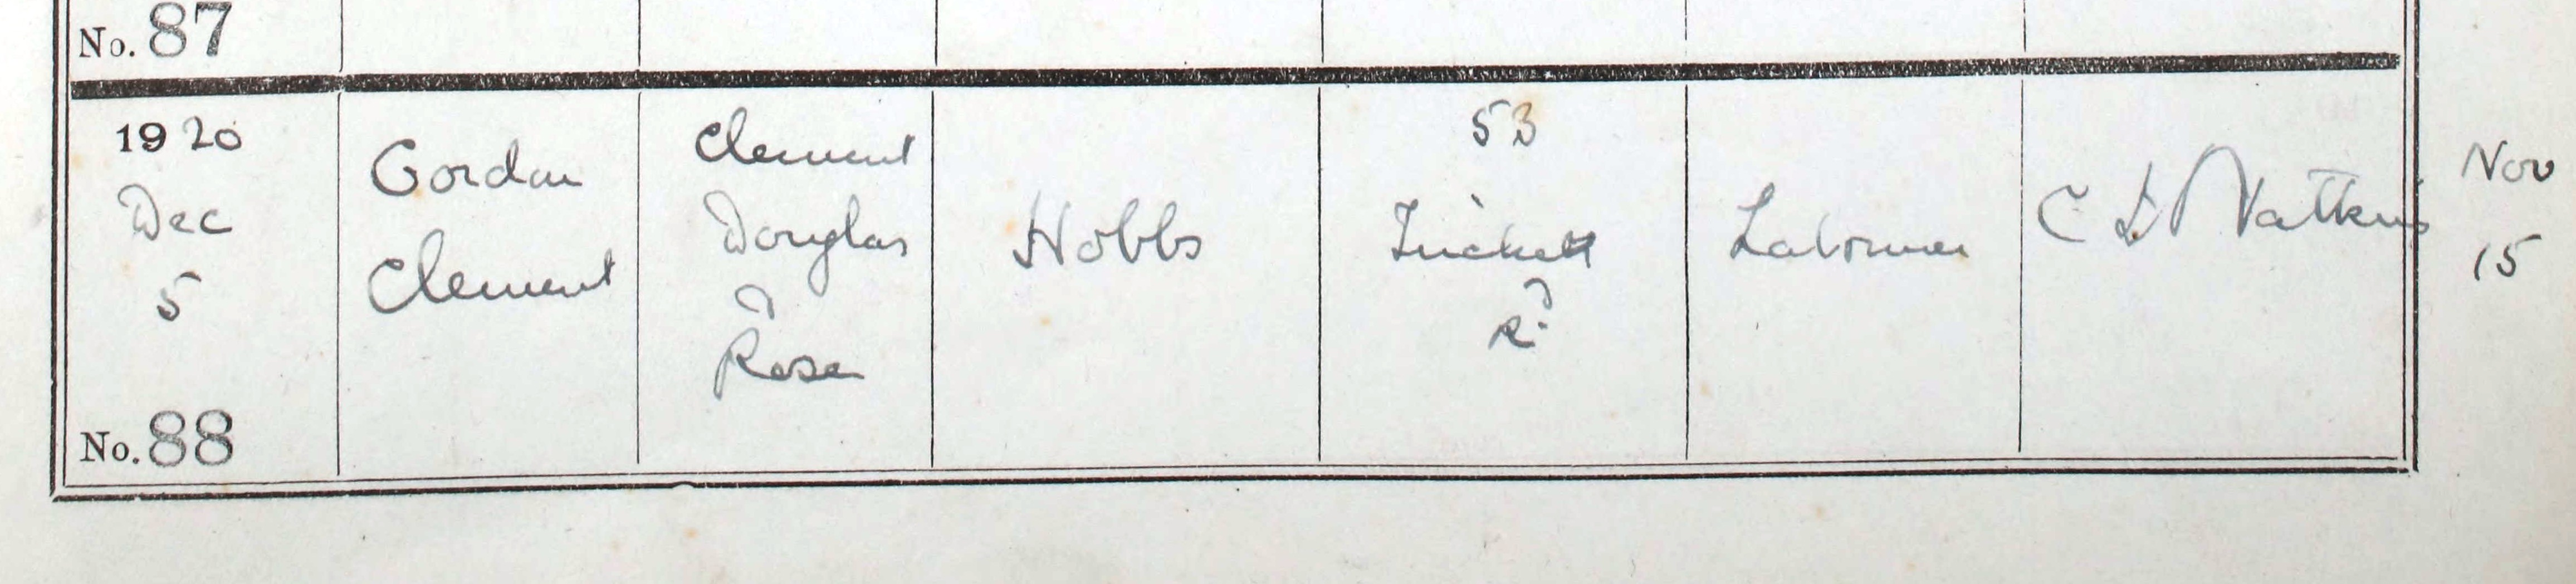 No. 87
1920
Dec
5
No. 88
Gordon
Clement
Clement
Douglas
&
Rose
Hobbs
53
Trickett
Rd
Labourer
C Watkins
Nov
15